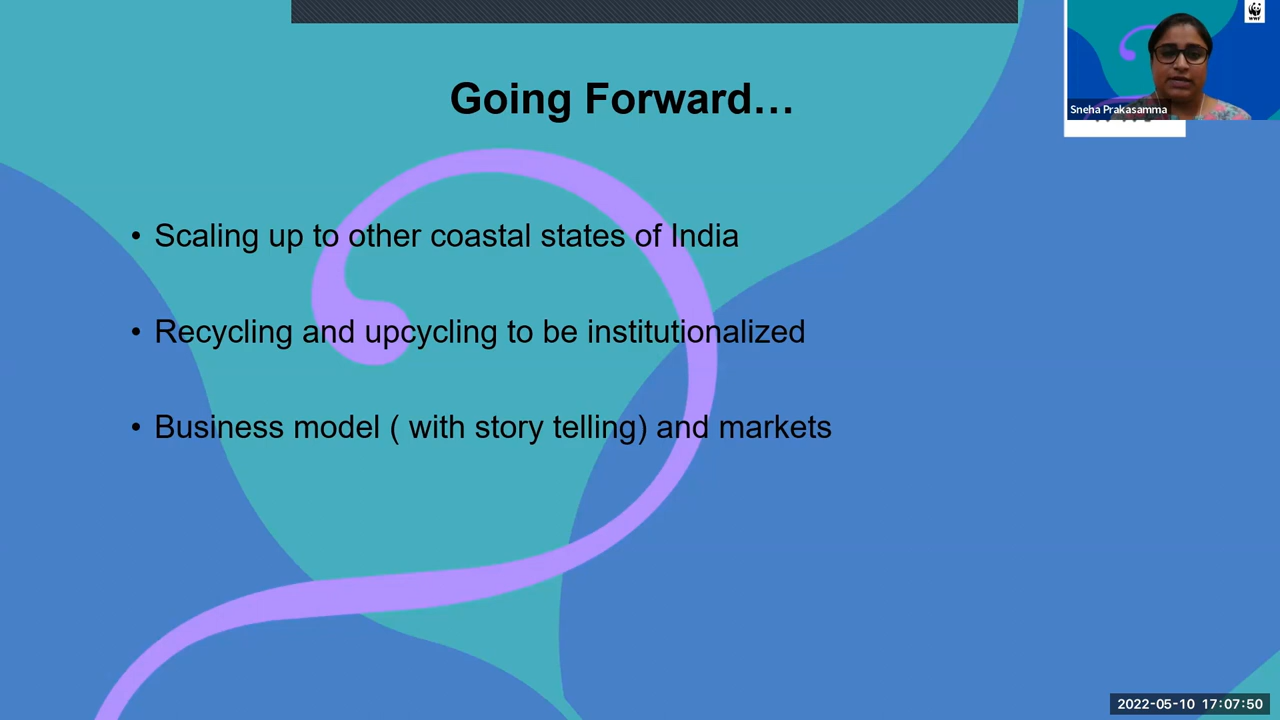 Going Forward…
• Scaling up to other coastal states of India
• Recycling and upcycling to be institutionalized
• Business model ( with story telling) and markets
WWF
Sneha Prakasamma
2022-05-10 17:07:50